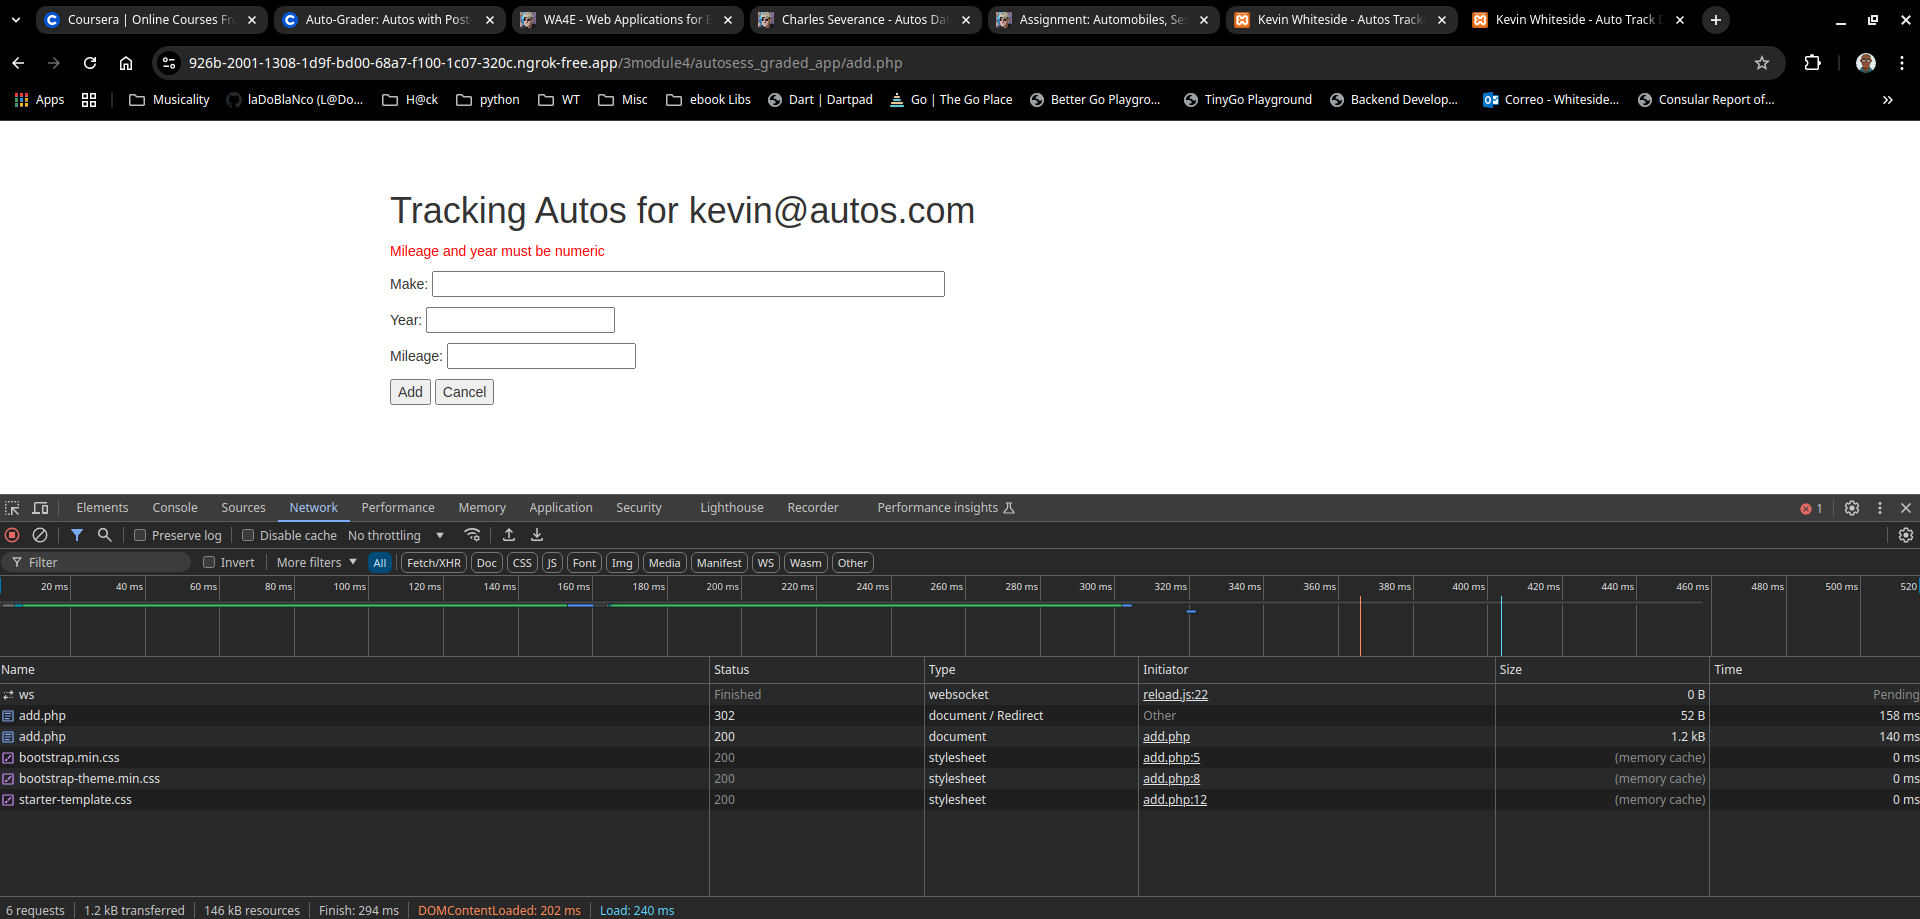 Coursera | Online Courses Fr
Auto-Grader: Autos with Post-
WA4E - Web Applications for E
Charles Severance - Autos Da
Assignment: Automobiles, Se
Kevin Whiteside - Autos Track
Kevin Whiteside - Auto Track D
926b-2001-1308-1d9f-bd00-68a7-f100-1c07-320c.ngrok-free.app/3module4/autosess_graded_app/add.php
Apps Musicality laDoBlaNco (L@Do... H@ck python WT Misc ebook Libs Dart | Dartpad Go | The Go Place Better Go Playgro... TinyGo Playground Backend Develop... Correo - Whiteside... Consular Report of... »
Tracking Autos for kevin@autos.com
Mileage and year must be numeric
Make:
Year:
Mileage:
Add Cancel
Elements Console Sources Network Performance Memory Application Security Lighthouse Recorder Performance insights 1
Preserve log Disable cache No throttling
Filter Invert More filters All Fetch/XHR Doc CSS JS Font Img Media Manifest WS Wasm Other
20 ms 40 ms 60 ms 80 ms 100 ms 120 ms 140 ms 160 ms 180 ms 200 ms 220 ms 240 ms 260 ms 280 ms 300 ms 320 ms 340 ms 360 ms 380 ms 400 ms 420 ms 440 ms 460 ms 480 ms 500 ms 520
Name Status Type Initiator Size Time
ws Finished websocket reload.js:22 0 B Pending
add.php 302 document / Redirect Other 52 B 158 ms
add.php 200 document add.php 1.2 kB 140 ms
bootstrap.min.css 200 stylesheet add.php:5 (memory cache) 0 ms
bootstrap-theme.min.css 200 stylesheet add.php:8 (memory cache) 0 ms
starter-template.css 200 stylesheet add.php:12 (memory cache) 0 ms
6 requests 1.2 kB transferred 146 kB resources Finish: 294 ms DOMContentLoaded: 202 ms Load: 240 ms